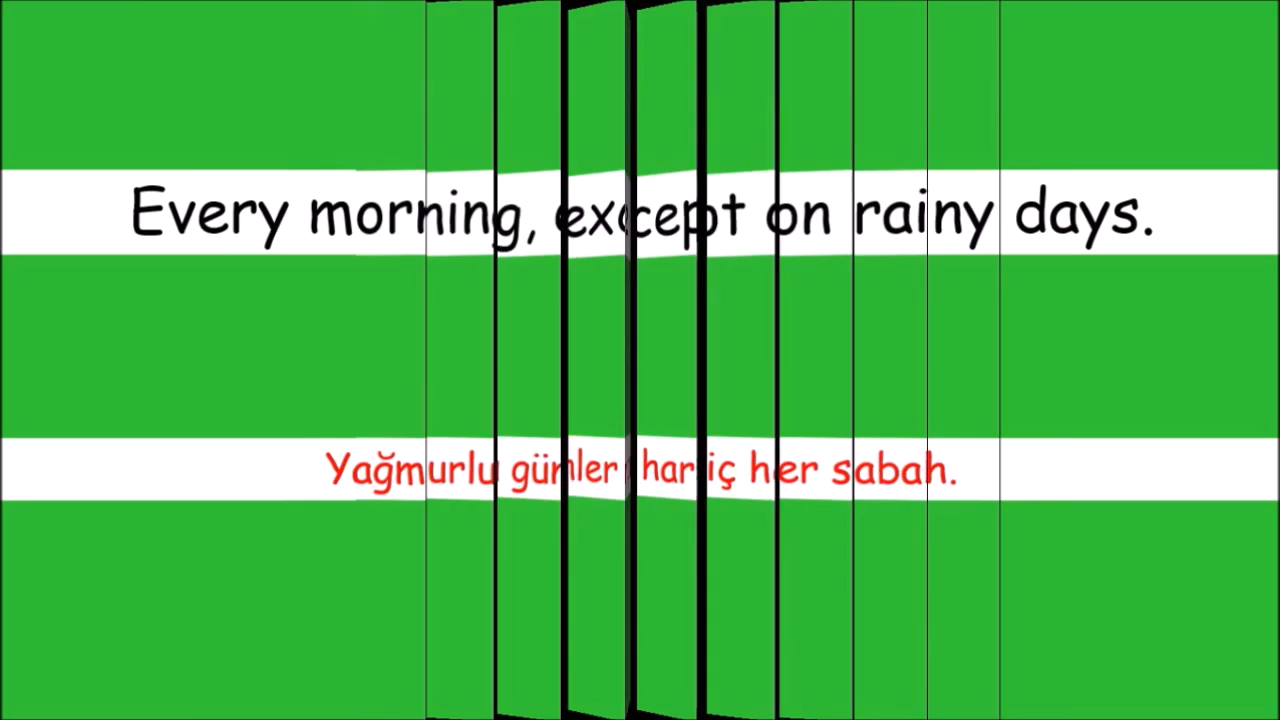 Every morning, except on rainy days.
Yağmurlu günler hariç her sabah.